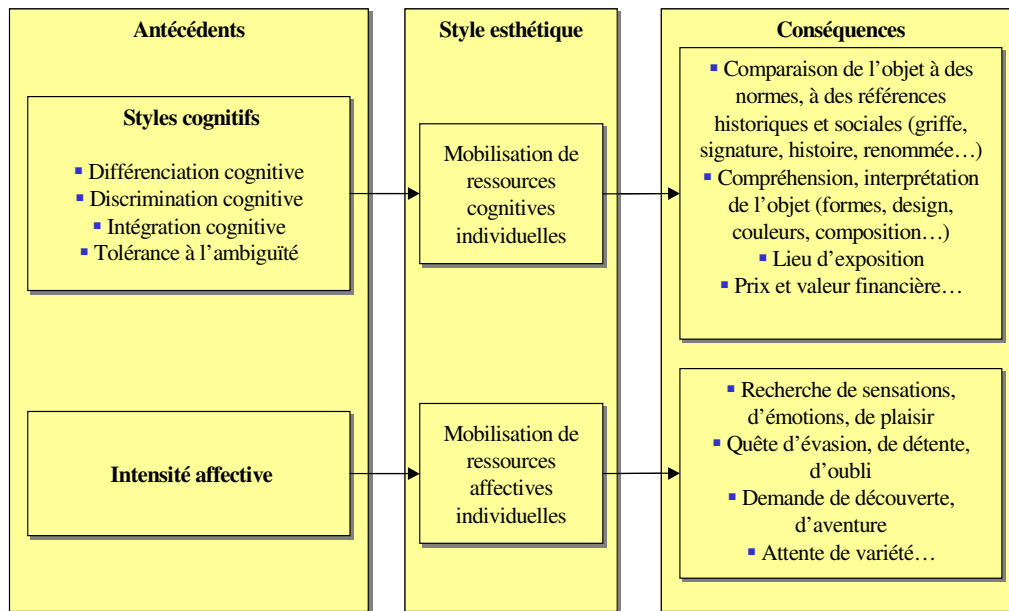 Antécédents
Styles cognitifs
▪ Différenciation cognitive
▪ Discrimination cognitive
▪ Intégration cognitive
▪ Tolérance à l’ambiguïté
Intensité affective
Style esthétique
Mobilisation de
ressources
cognitives
individuelles
Mobilisation de
ressources
affectives
individuelles
Conséquences
▪ Comparaison de l’objet à des
normes, à des références
historiques et sociales (griffe,
signature, histoire, renommée…)
▪ Compréhension, interprétation
de l’objet (formes, design,
couleurs, composition…)
▪ Lieu d’exposition
▪ Prix et valeur financière…
▪ Recherche de sensations,
d’émotions, de plaisir
▪ Quête d’évasion, de détente,
d’oubli
▪ Demande de découverte,
d’aventure
▪ Attente de variété…